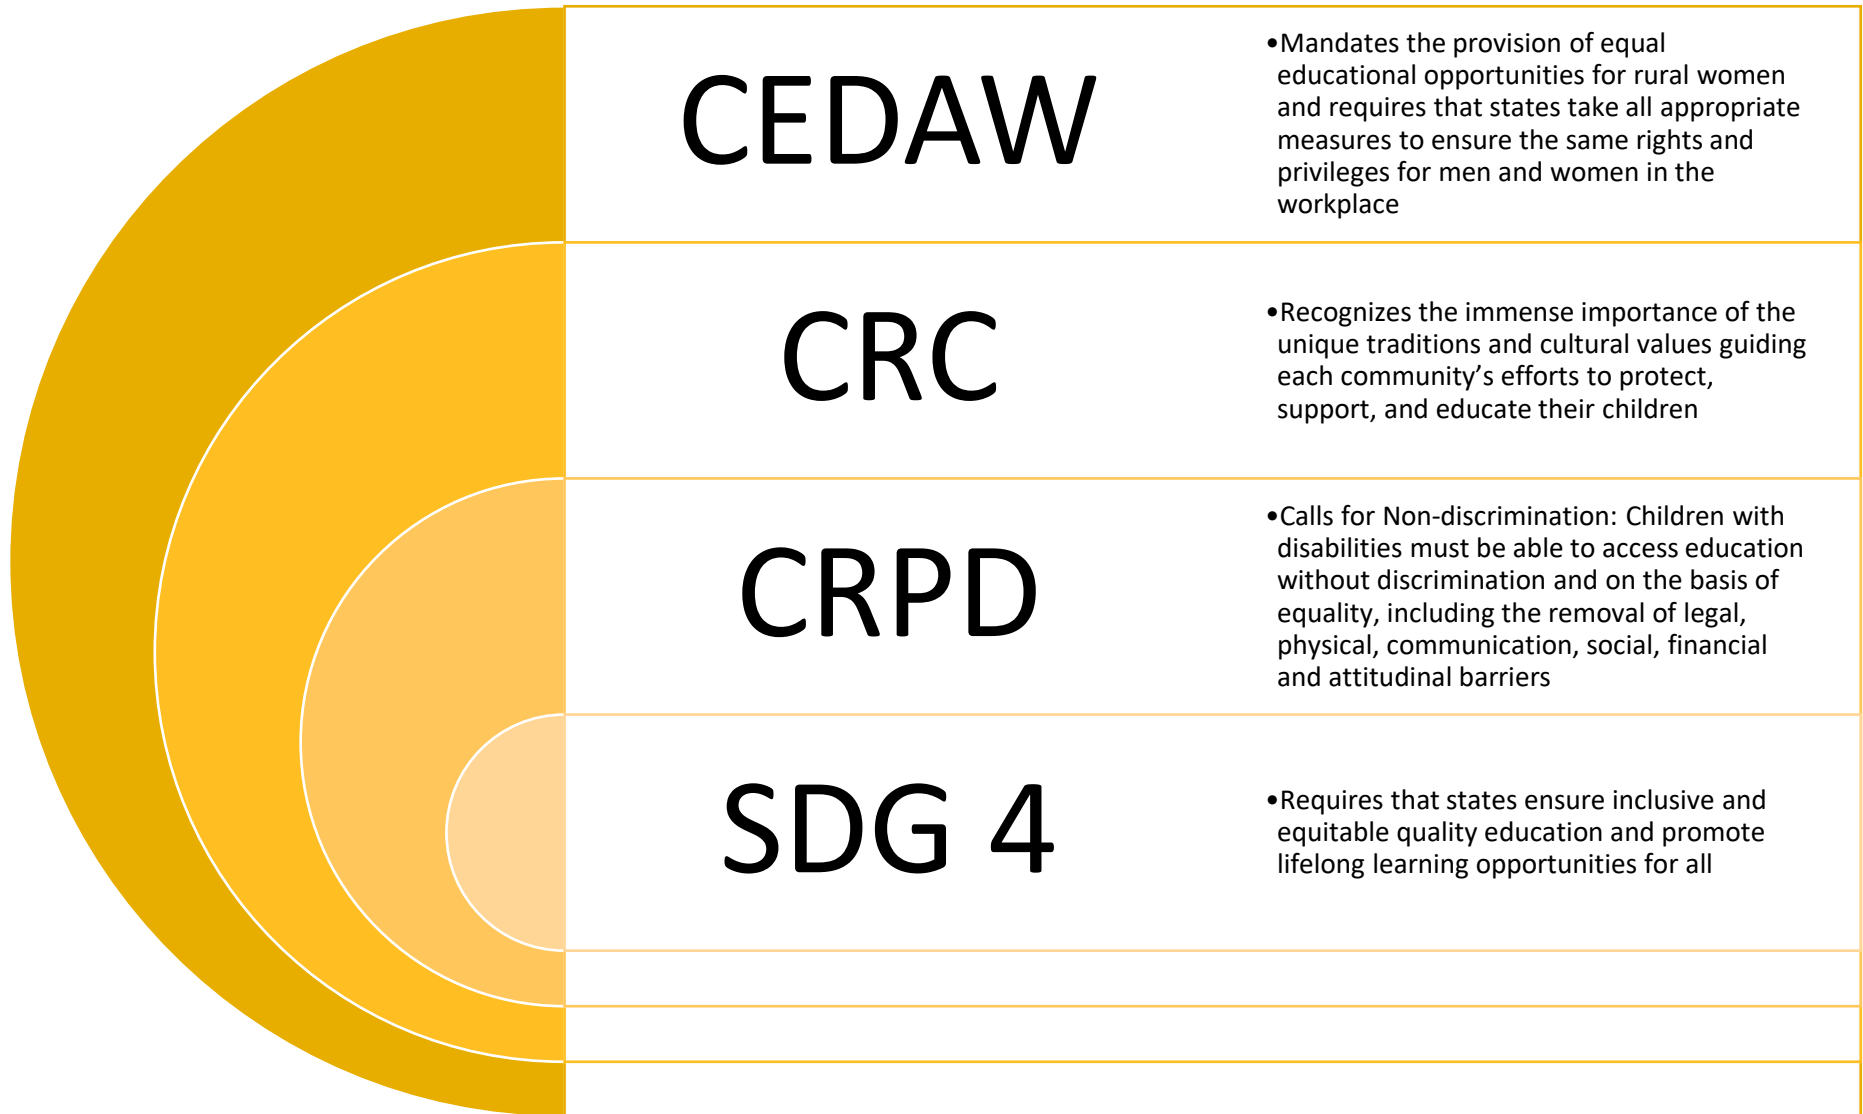 CEDAW
•Mandates the provision of equal
educational opportunities for rural women
and requires that states take all appropriate
measures to ensure the same rights and
privileges for men and women in the
workplace
CRC
•Recognizes the immense importance of the
unique traditions and cultural values guiding
each community’s efforts to protect,
support, and educate their children
CRPD
•Calls for Non-discrimination: Children with
disabilities must be able to access education
without discrimination and on the basis of
equality, including the removal of legal,
physical, communication, social, financial
and attitudinal barriers
SDG 4
•Requires that states ensure inclusive and
equitable quality education and promote
lifelong learning opportunities for all